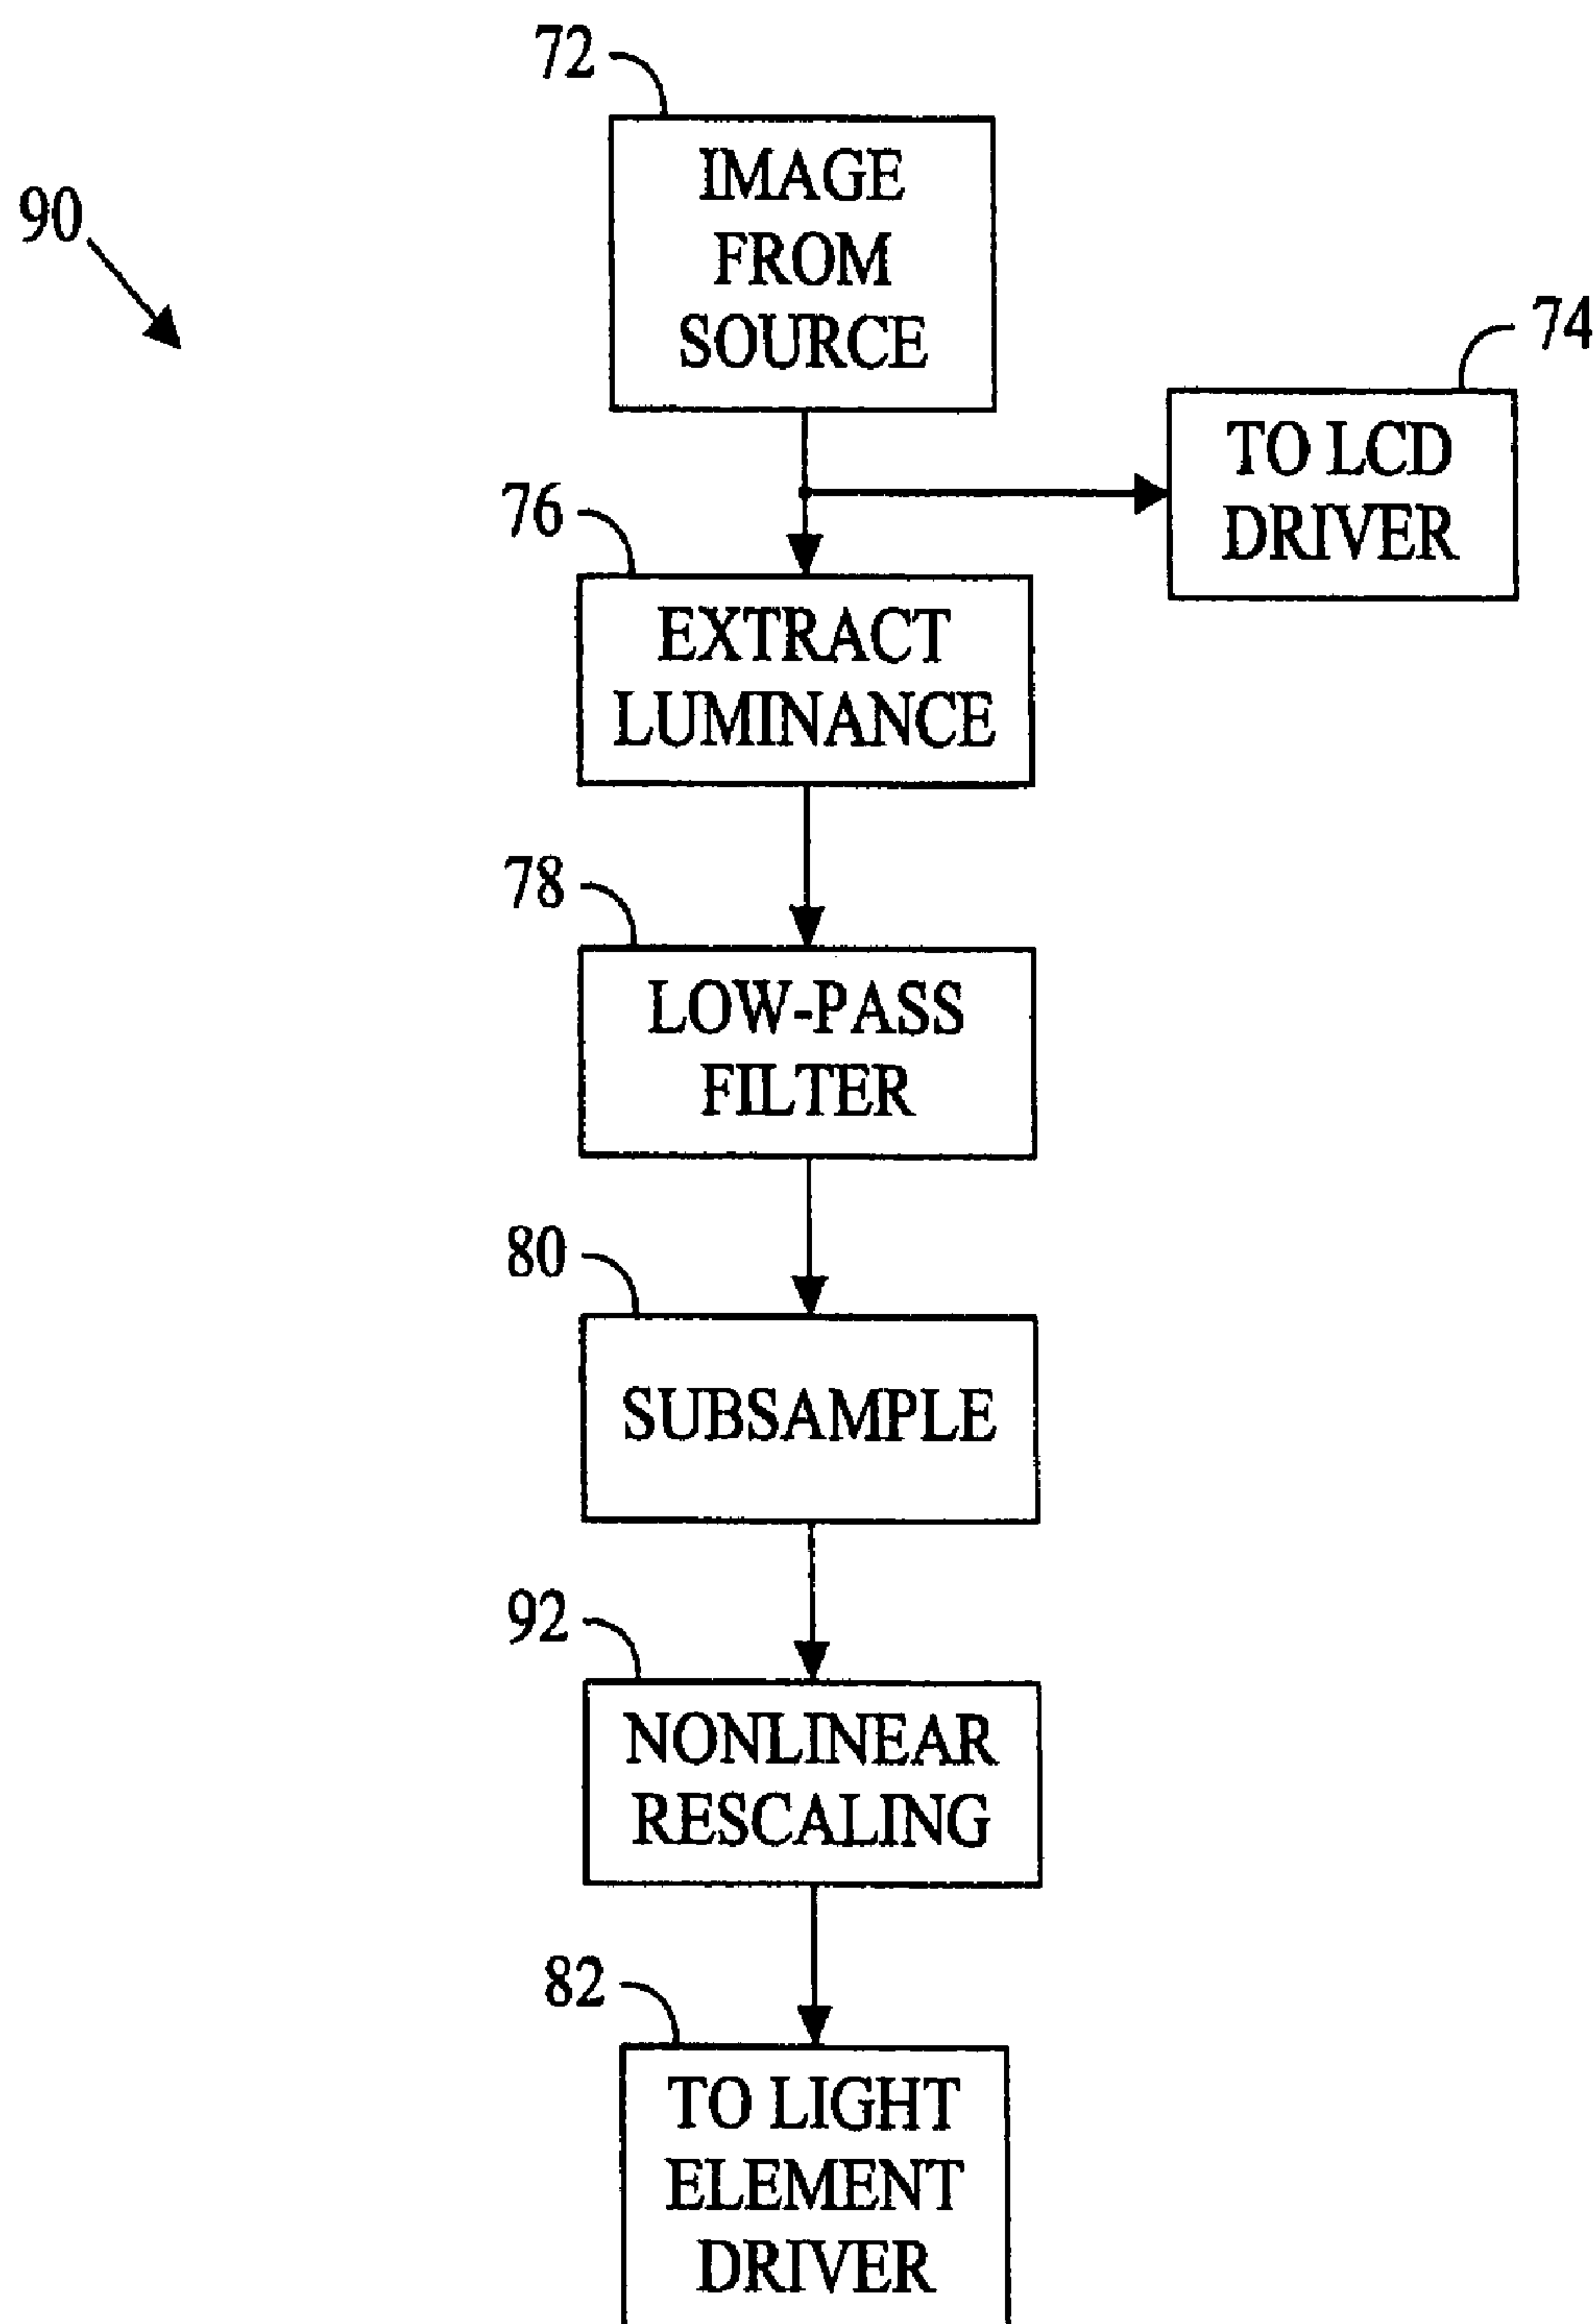 72
IMAGE
FROM
SOURCE
90
74
TO LCD
DRIVER
76
EXTRACT
LUMINANCE
78
LOW-PASS
FILTER
80
SUBSAMPLE
92
NONLINEAR
RESCALING
82
TO LIGHT
ELEMENT
DRIVER